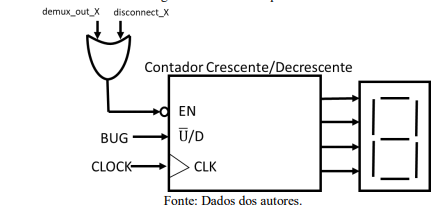 demux_out_X disconnect_X
Contador Crescente/Decrescente
EN
BUG U̅/D
CLOCK CLK
Fonte: Dados dos autores.